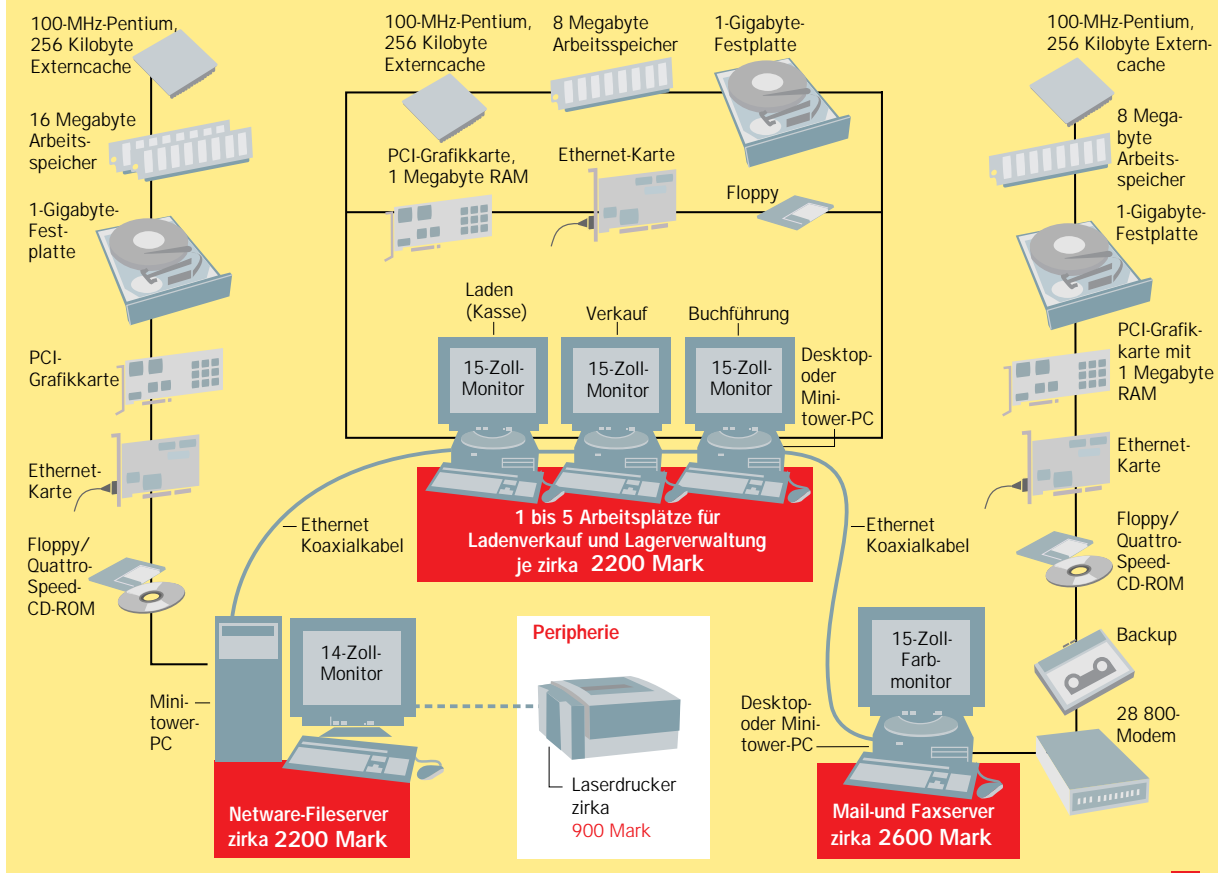 100-MHz-Pentium,
256 Kilobyte
Externcache
16 Megabyte
Arbeits-
speicher
1-Gigabyte-
Fest-
platte
PCI-
Grafikkarte
Ethernet-
Karte
Floppy/
Quattro-
Speed-
CD-ROM
Mini-
tower-
PC
14-Zoll-
Monitor
Netware-Fileserver
zirka 2200 Mark
100-MHz-Pentium,
256 Kilobyte
Externcache
8 Megabyte
Arbeitsspeicher
1-Gigabyte-
Festplatte
PCI-Grafikkarte,
1 Megabyte RAM
Ethernet-Karte
Floppy
Laden
(Kasse)
Verkauf
Buchführung
15-Zoll-
Monitor
15-Zoll-
Monitor
15-Zoll-
Monitor
Desktop-
oder
Mini-
tower-PC
1 bis 5 Arbeitsplätze für
Ladenverkauf und Lagerverwaltung
je zirka 2200 Mark
Ethernet
Koaxialkabel
Ethernet
Koaxialkabel
Peripherie
Laserdrucker
zirka
900 Mark
100-MHz-Pentium,
256 Kilobyte Extern-
cache
8 Mega-
byte
Arbeits-
speicher
1-Gigabyte-
Festplatte
PCI-Grafik-
karte mit
1 Megabyte
RAM
Ethernet-
Karte
Floppy/
Quattro-
Speed-
CD-ROM
Backup
28 800-
Modem
15-Zoll-
Farb-
monitor
Desktop-
oder Mini-
tower-PC
Mail-und Faxserver
zirka 2600 Mark